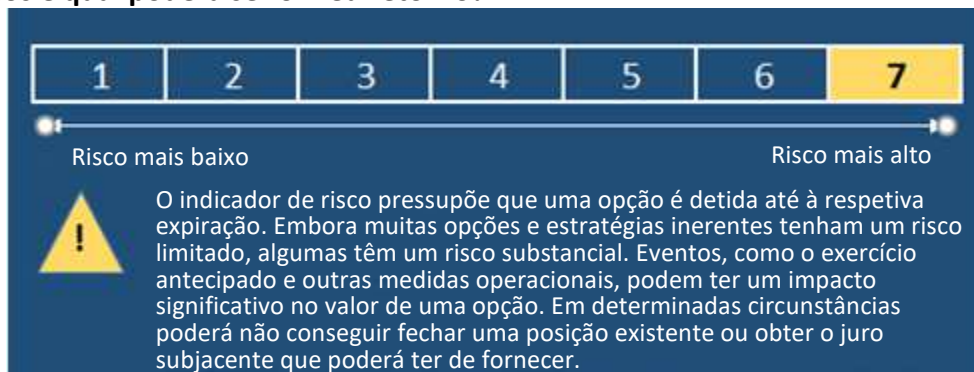 1 2 3 4 5 6 7
Risco mais baixo Risco mais alto
O indicador de risco pressupõe que uma opção é detida até à respetiva
expiração. Embora muitas opções e estratégias inerentes tenham um risco
limitado, algumas têm um risco substancial. Eventos, como o exercício
antecipado e outras medidas operacionais, podem ter um impacto
significativo no valor de uma opção. Em determinadas circunstâncias
poderá não conseguir fechar uma posição existente ou obter o juro
subjacente que poderá ter de fornecer.